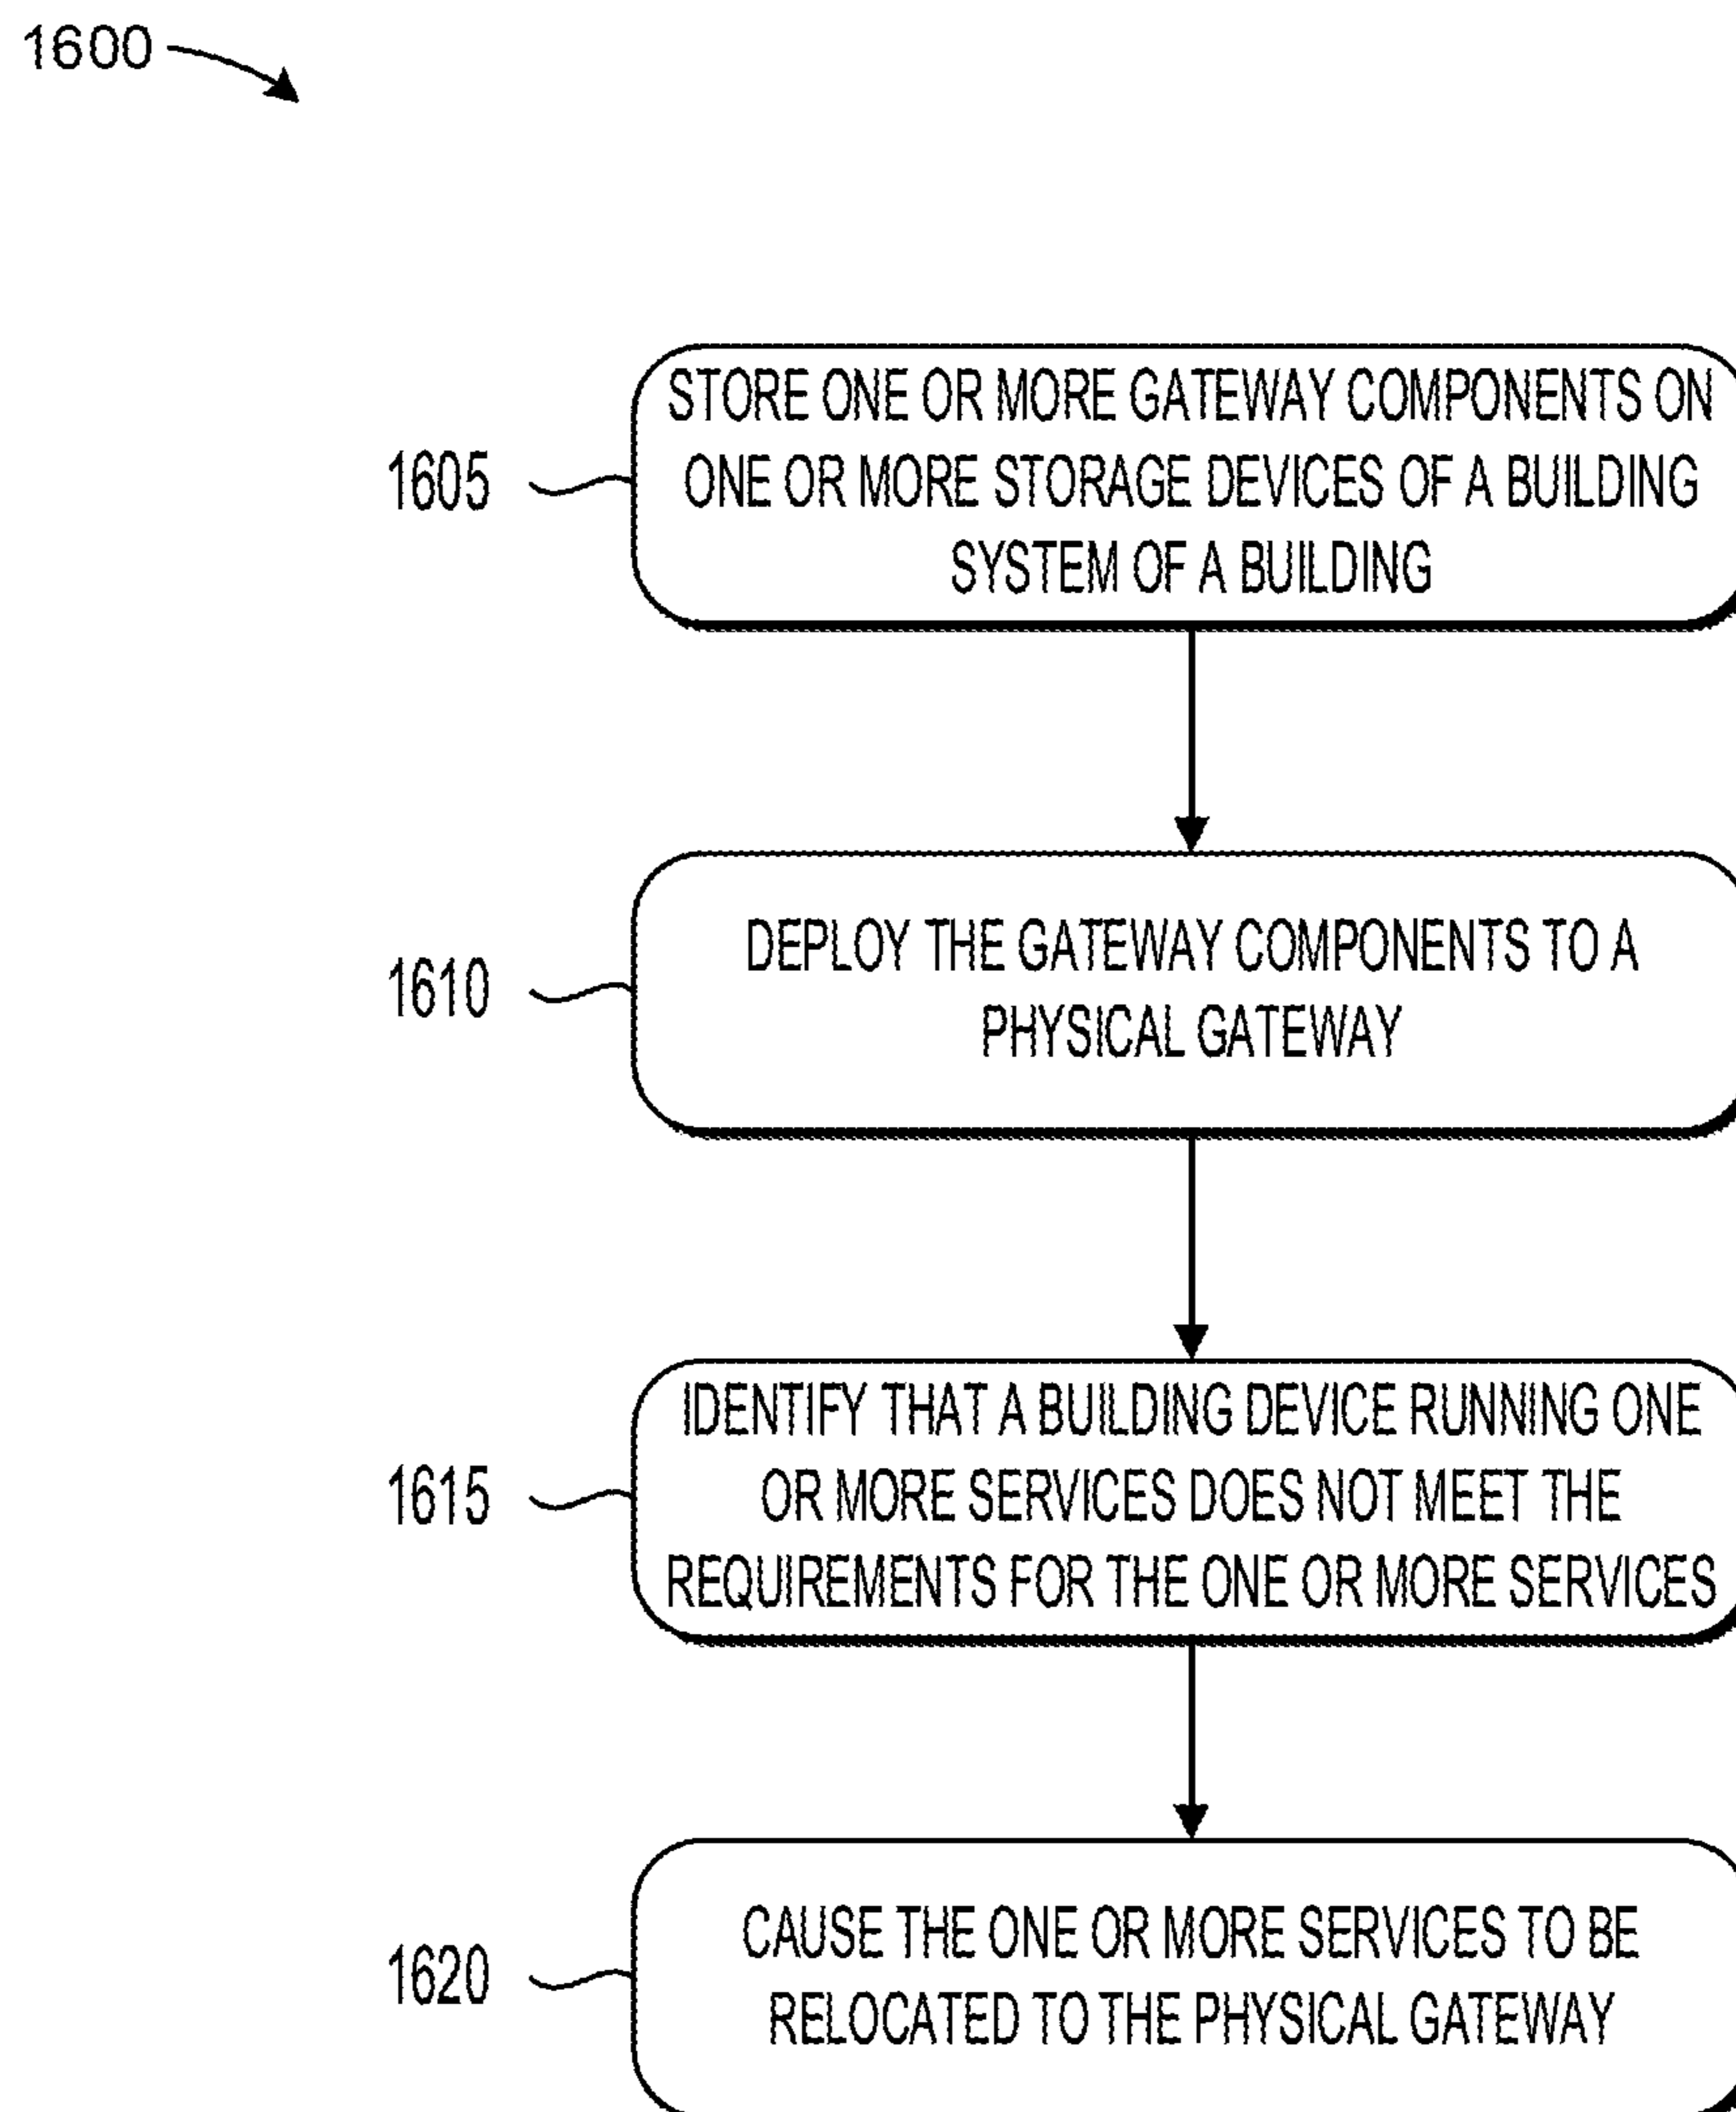 1600
1605
STORE ONE OR MORE GATEWAY COMPONENTS ON
ONE OR MORE STORAGE DEVICES OF A BUILDING
SYSTEM OF A BUILDING
1610
DEPLOY THE GATEWAY COMPONENTS TO A
PHYSICAL GATEWAY
1615
IDENTIFY THAT A BUILDING DEVICE RUNNING ONE
OR MORE SERVICES DOES NOT MEET THE
REQUIREMENTS FOR THE ONE OR MORE SERVICES
1620
CAUSE THE ONE OR MORE SERVICES TO BE
RELOCATED TO THE PHYSICAL GATEWAY